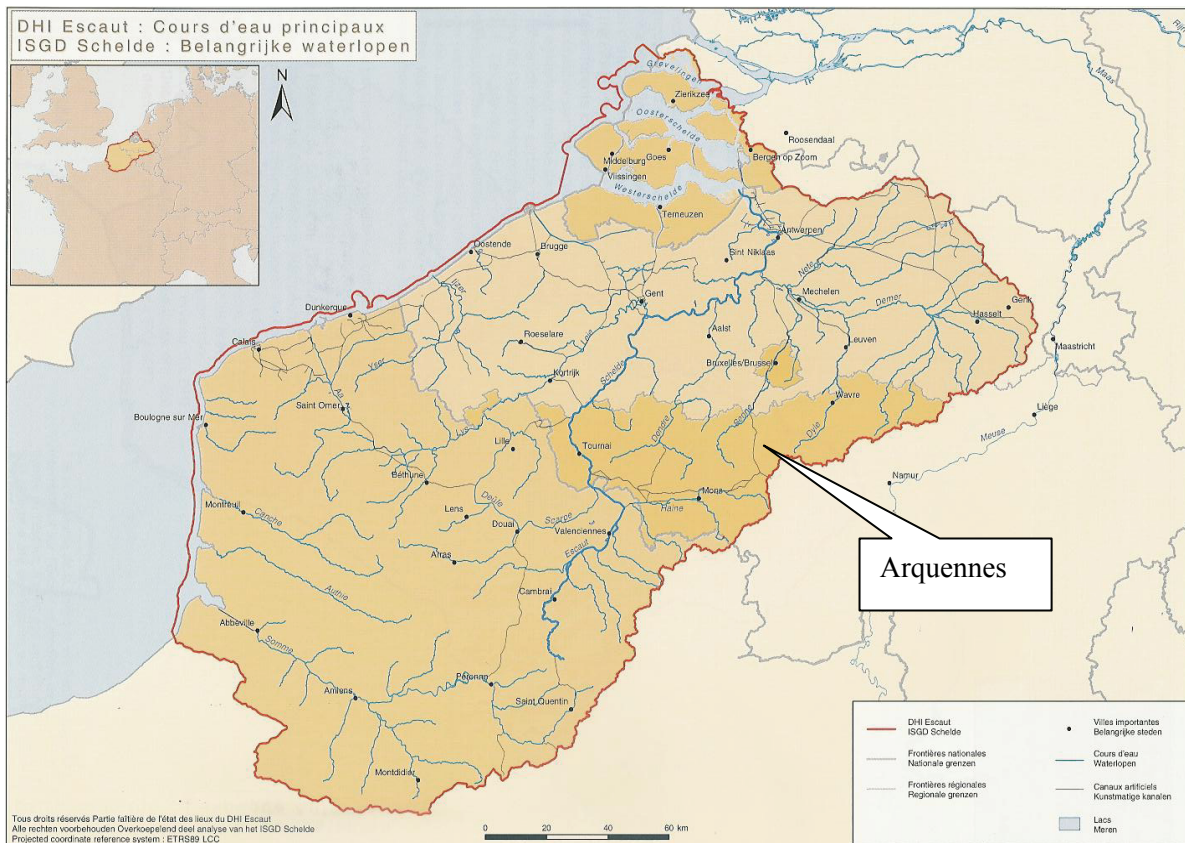 DHI Escaut : Cours d'eau principaux
ISGD Schelde : Belangrijke waterlopen
N
Grevelingen
Zierikzee
Oosterschelde
Maas
Roosendaal
Middelburg
Goes
Bergen op Zoom
Vlissingen
Westerschelde
Terneuzen
Antwerpen
Oostende
Brugge
Sint Niklaas
Nete
Ijzer
Gent
Mechelen
Demer
Genk
Hasselt
Dunkerque
Roeselare
Leie
Aalst
Leuven
Maastricht
Calais
Yser
Schelde
Bruxelles/Brussel
Kortrijk
Aa
Saint Omer
Wavre
Liège
Boulogne sur Mer
Lys
Lille
Tournai
Dendre
Senne
Dyle
Meuse
Béthune
Deûle
Mons
Namur
Montreuil
Canche
Lens
Douai
Scarpe
Haine
Valenciennes
Arras
Escaut
Arquennes
Authie
Cambrai
Abbeville
Somme
Amiens
Péronne
Saint Quentin
Montdidier
DHI Escaut
ISGD Schelde
Villes importantes
Belangrijke steden
Frontières nationales
Nationale grenzen
Cours d'eau
Waterlopen
Frontières régionales
Regionale grenzen
Canaux artificiels
Kunstmatige kanalen
Lacs
Meren
Tous droits réservés Partie faîtière de l'état des lieux du DHI Escaut
Alle rechten voorbehouden Overkoepelend deel analyse van het ISGD Schelde
Projected coordinate reference system : ETRS89 LCC
0 20 40 60 km